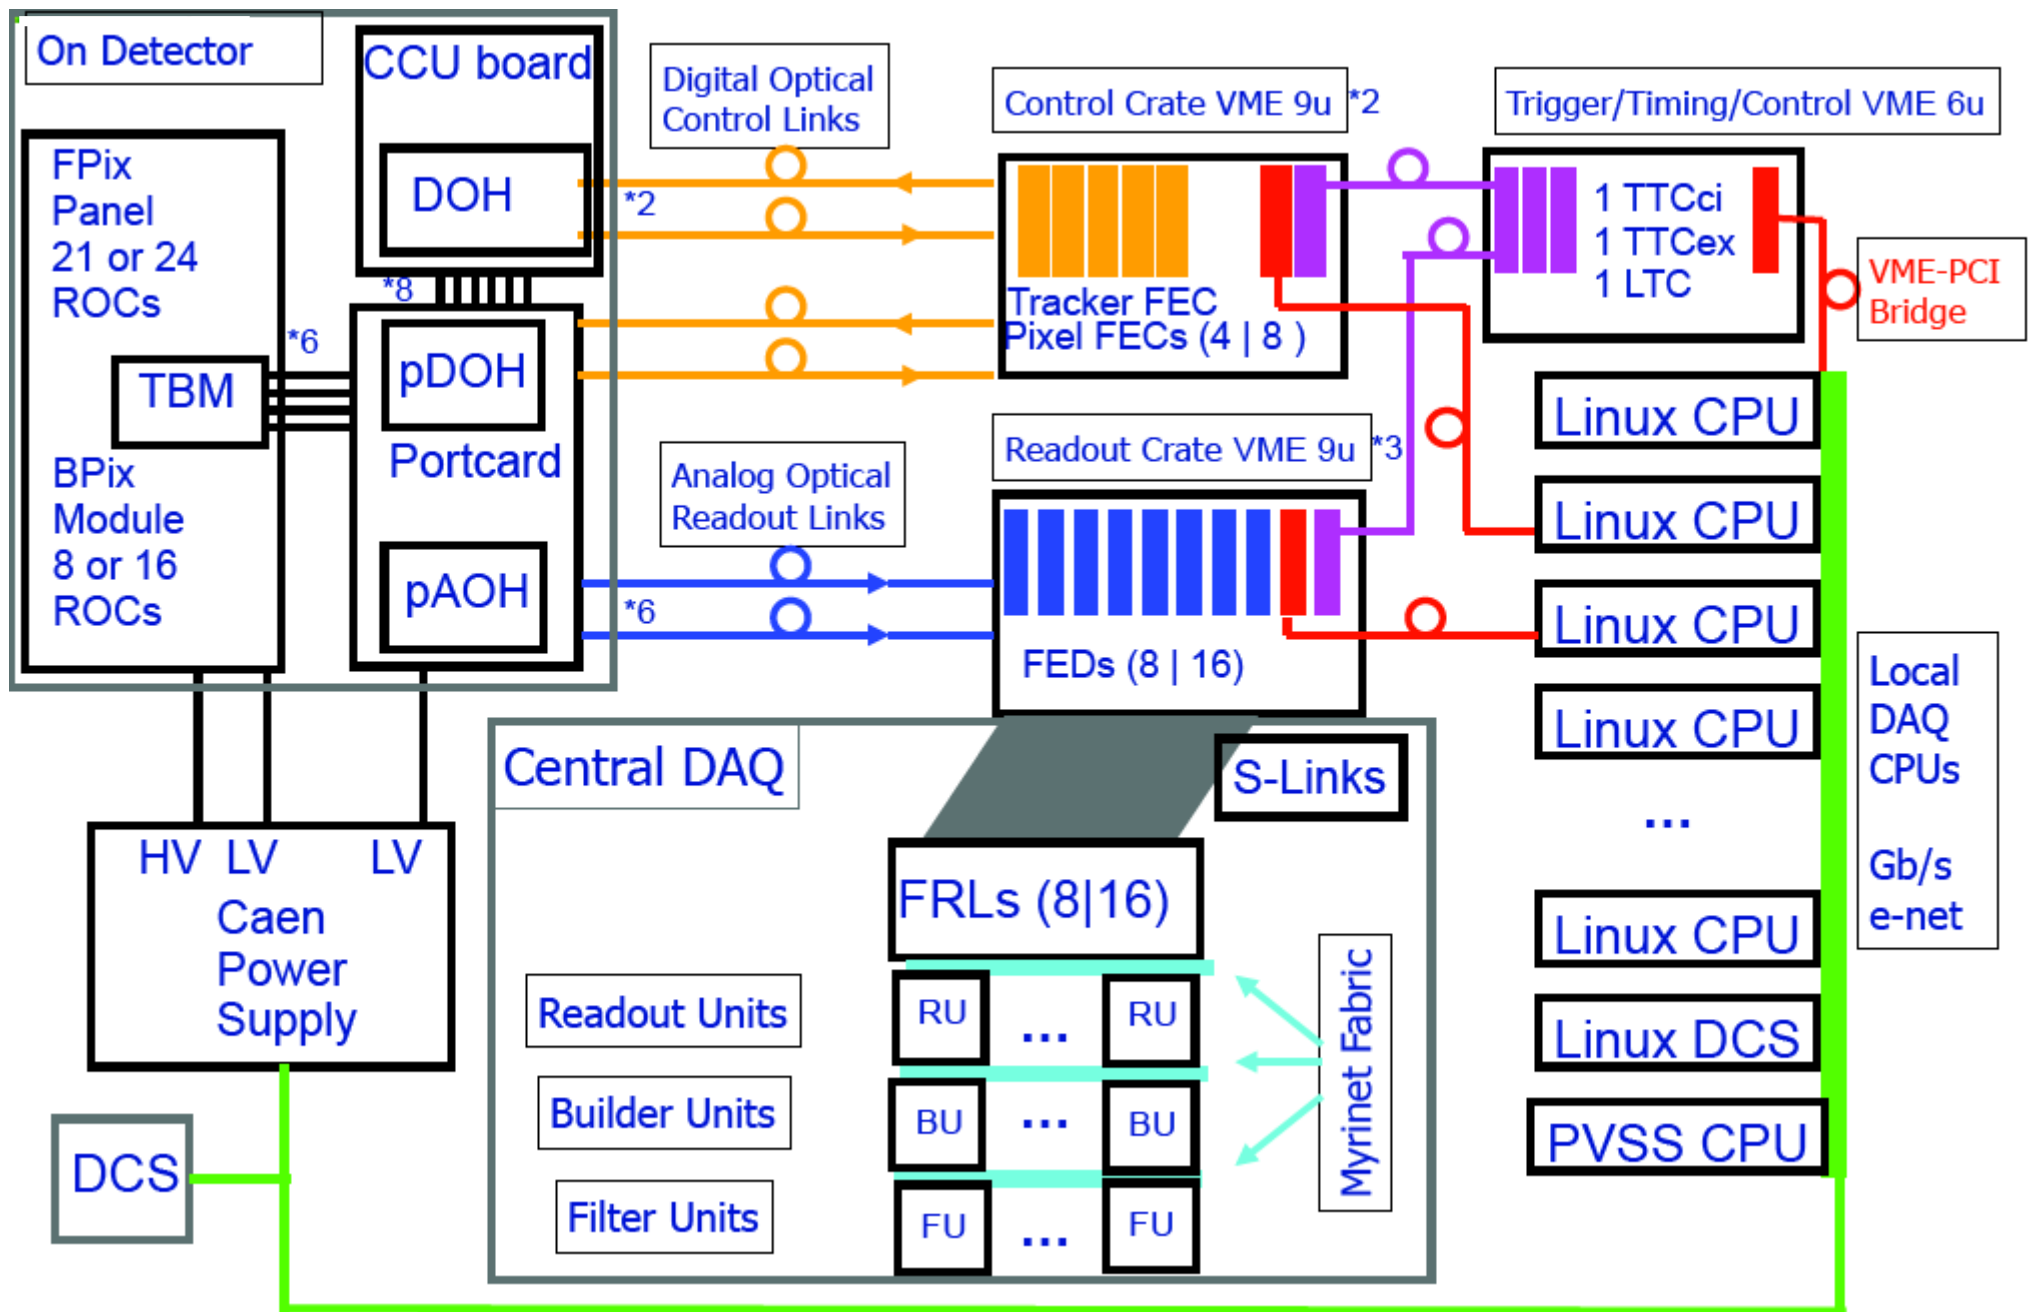 On Detector
CCU board
DOH
FPix
Panel
21 or 24
ROCs
*8
*6
TBM
pDOH
Portcard
BPix
Module
8 or 16
ROCs
pAOH
Digital Optical
Control Links
*2
Analog Optical
Readout Links
*6
Control Crate VME 9u
*2
Tracker FEC
Pixel FECs (4 | 8 )
Readout Crate VME 9u
*3
FEDs (8 | 16)
Trigger/Timing/Control VME 6u
1 TTCci
1 TTCex
1 LTC
VME-PCI
Bridge
Linux CPU
Linux CPU
Linux CPU
Linux CPU
...
Linux CPU
Linux DCS
PVSS CPU
Local
DAQ
CPUs
Gb/s
e-net
HV LV LV
Caen
Power
Supply
DCS
Central DAQ
S-Links
FRLs (8|16)
Readout Units
RU ... RU
Builder Units
BU ... BU
Filter Units
FU ... FU
Myrinet Fabric